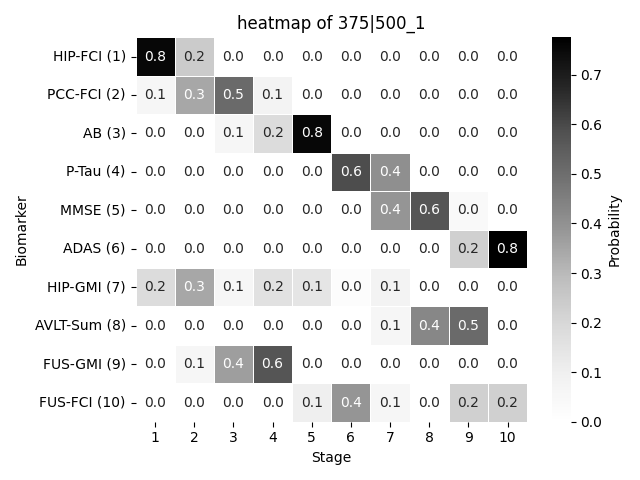 heatmap of 375|500_1
HIP-FCI (1) 0.8 0.2 0.0 0.0 0.0 0.0 0.0 0.0 0.0 0.0
PCC-FCI (2) 0.1 0.3 0.5 0.1 0.0 0.0 0.0 0.0 0.0 0.0
AB (3) 0.0 0.0 0.1 0.2 0.8 0.0 0.0 0.0 0.0 0.0
P-Tau (4) 0.0 0.0 0.0 0.0 0.0 0.6 0.4 0.0 0.0 0.0
MMSE (5) 0.0 0.0 0.0 0.0 0.0 0.0 0.4 0.6 0.0 0.0
ADAS (6) 0.0 0.0 0.0 0.0 0.0 0.0 0.0 0.0 0.2 0.8
HIP-GMI (7) 0.2 0.3 0.1 0.2 0.1 0.0 0.1 0.0 0.0 0.0
AVLT-Sum (8) 0.0 0.0 0.0 0.0 0.0 0.0 0.1 0.4 0.5 0.0
FUS-GMI (9) 0.0 0.1 0.4 0.6 0.0 0.0 0.0 0.0 0.0 0.0
FUS-FCI (10) 0.0 0.0 0.0 0.0 0.1 0.4 0.1 0.0 0.2 0.2
1 2 3 4 5 6 7 8 9 10
Stage
Biomarker
0.7
0.6
0.5
0.4
0.3
0.2
0.1
0.0
Probability